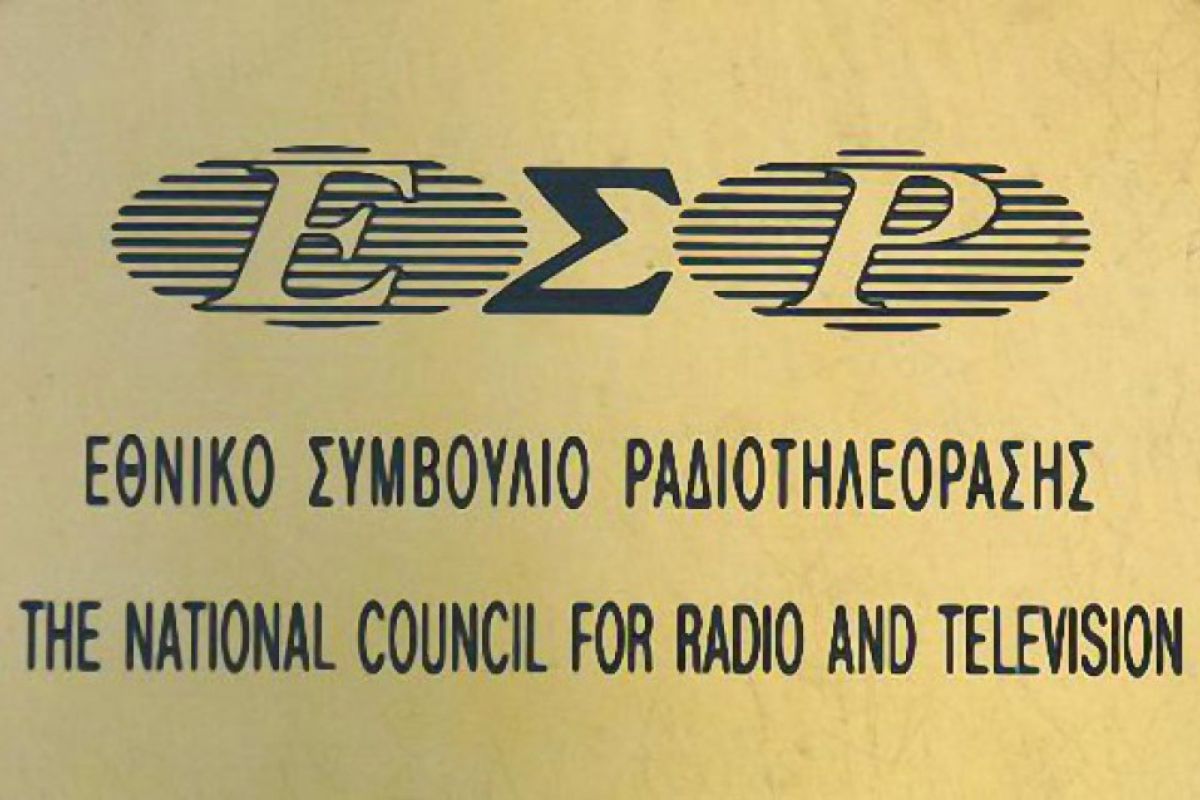 ΕΣΡ
ΕΘΝΙΚΟ ΣΥΜΒΟΥΛΙΟ ΡΑΔΙΟΤΗΛΕΟΡΑΣΗΣ
THE NATIONAL COUNCIL FOR RADIO AND TELEVISION